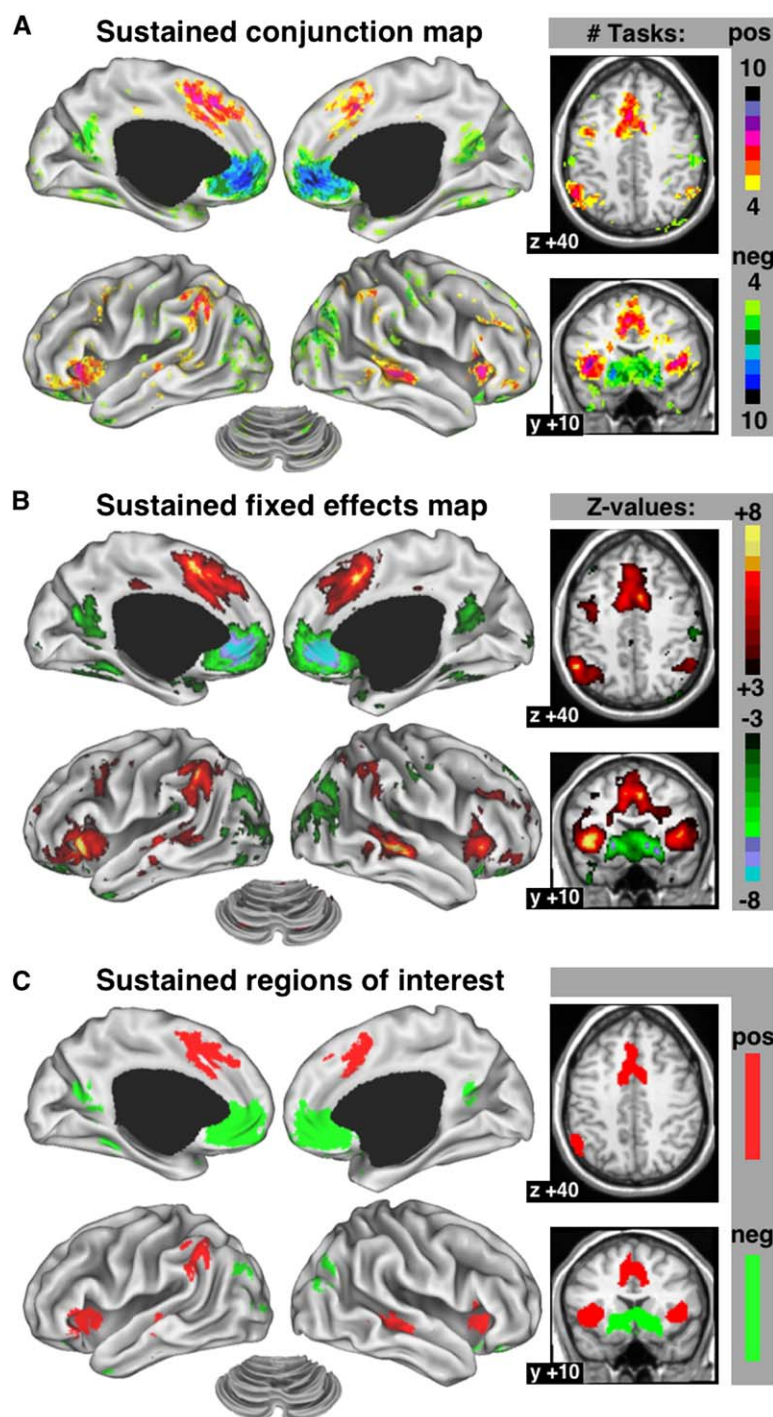 A Sustained conjunction map # Tasks: pos
10
4
z +40
neg
4
10
y +10
B Sustained fixed effects map Z-values:
+8
+3
z +40
-3
-8
y +10
C Sustained regions of interest
pos
z +40
neg
y +10